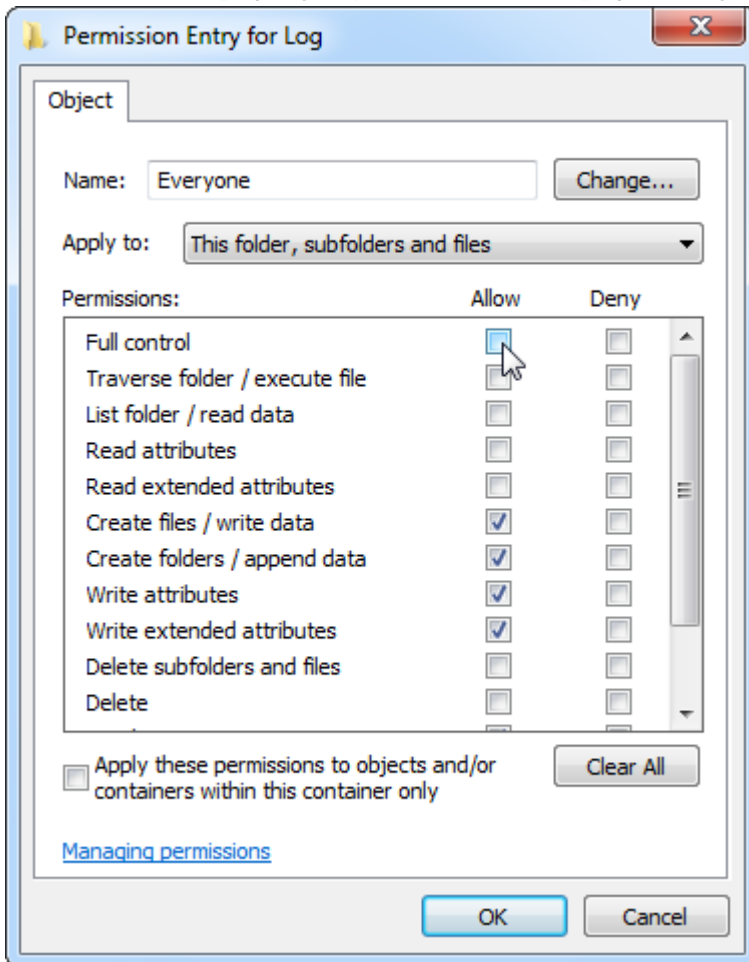 Permission Entry for Log
Object
Name: Everyone Change...
Apply to: This folder, subfolders and files
Permissions: Allow Deny
Full control
Traverse folder / execute file
List folder / read data
Read attributes
Read extended attributes
Create files / write data
Create folders / append data
Write attributes
Write extended attributes
Delete subfolders and files
Delete
Apply these permissions to objects and/or
containers within this container only
Clear All
Managing permissions
OK Cancel